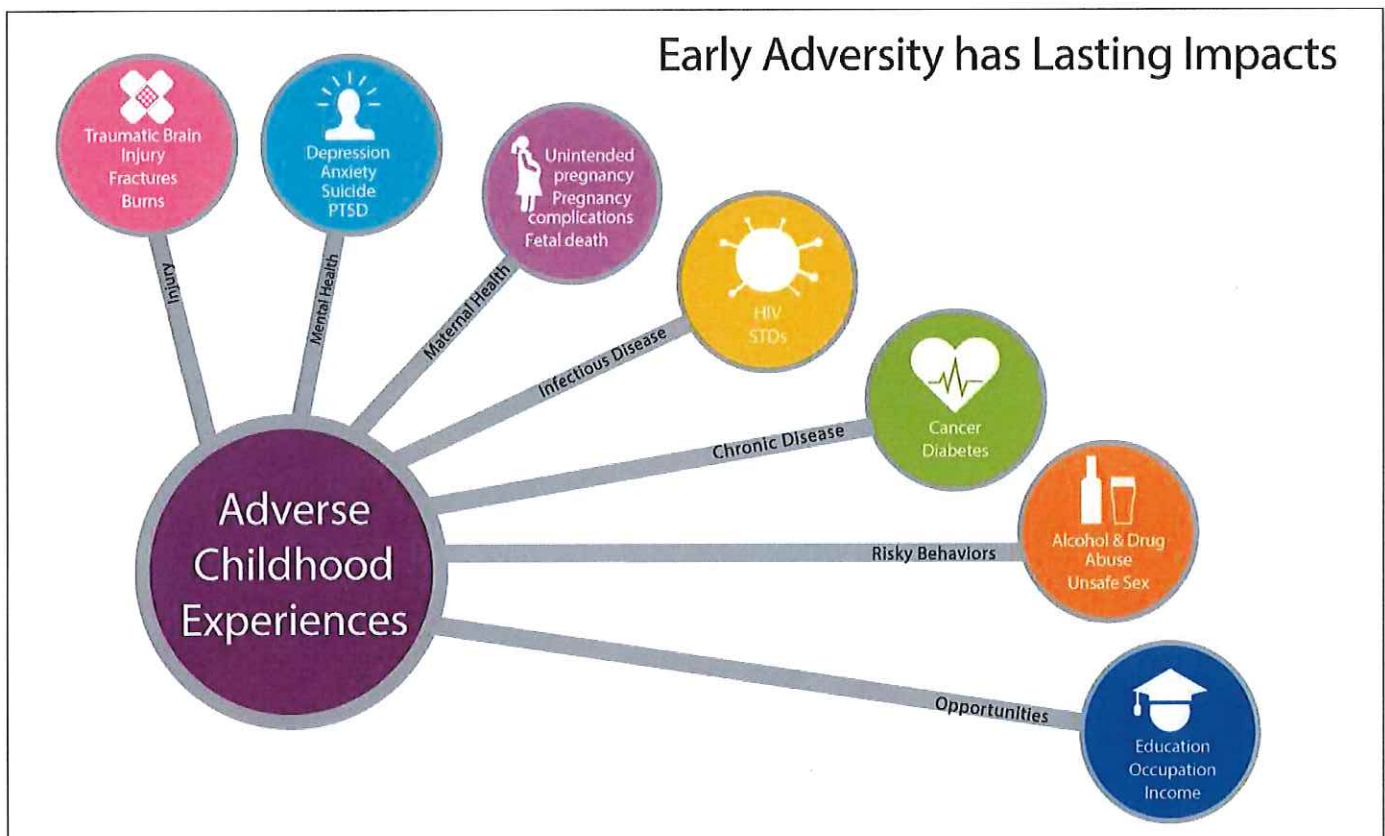 Early Adversity has Lasting Impacts
Traumatic Brain
Injury
Fractures
Burns
Injury
Depression
Anxiety
Suicide
PTSD
Mental Health
Unintended
pregnancy
Pregnancy
complications
Fetal death
Maternal Health
HIV
STDs
Infectious Disease
Cancer
Diabetes
Chronic Disease
Alcohol & Drug
Abuse
Unsafe Sex
Risky Behaviors
Education
Occupation
Income
Opportunities
Adverse
Childhood
Experiences